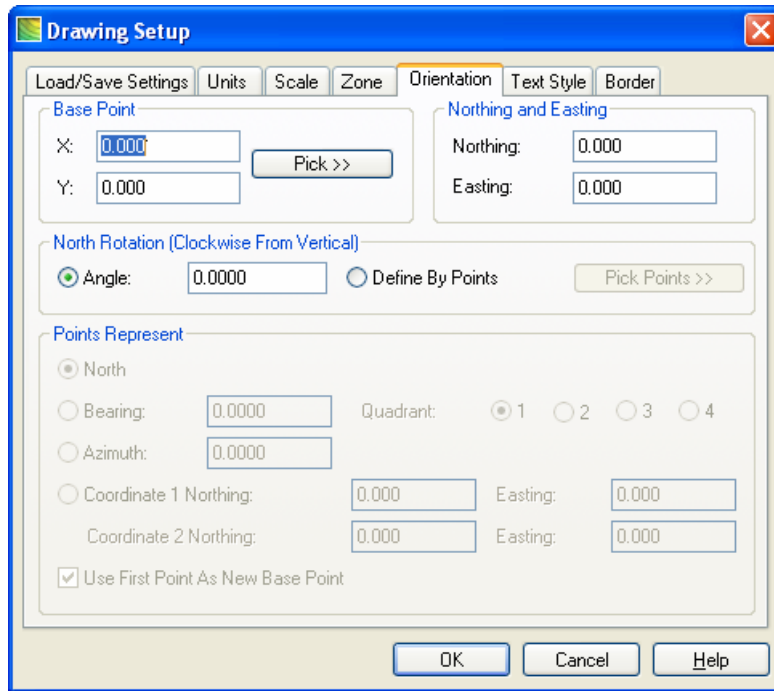 Drawing Setup
Load/Save Settings Units Scale Zone Orientation Text Style Border
Base Point Northing and Easting
X: 0.000 Pick >> Northing: 0.000
Y: 0.000 Easting: 0.000
North Rotation (Clockwise From Vertical)
Angle: 0.0000 Define By Points Pick Points >>
Points Represent
North
Bearing: 0.0000 Quadrant: 1 2 3 4
Azimuth: 0.0000
Coordinate 1 Northing: 0.000 Easting: 0.000
Coordinate 2 Northing: 0.000 Easting: 0.000
Use First Point As New Base Point
OK Cancel Help